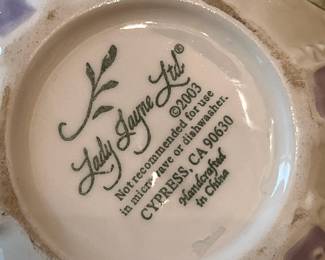 Lady Jayne Ltd.®
©2003
Not recommended for use
in microwave or dishwasher.
CYPRESS, CA 90630
Handcrafted
in China